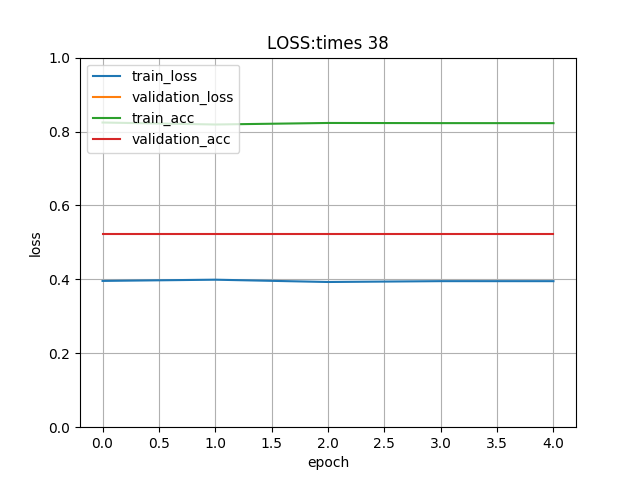 LOSS:times 38
1.0
0.8
0.6
0.4
0.2
0.0
loss
train_loss
validation_loss
train_acc
validation_acc
0.0 0.5 1.0 1.5 2.0 2.5 3.0 3.5 4.0
epoch